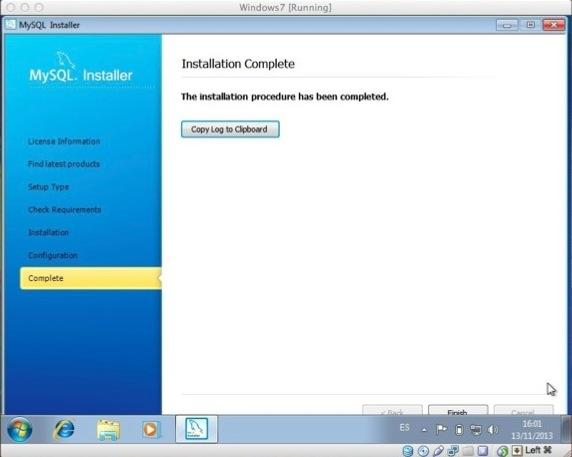 Windows7 [Running]
MySQL Installer
MySQL. Installer
Installation Complete
The installation procedure has been completed.
Copy Log to Clipboard
License Information
Find latest products
Setup Type
Check Requirements
Installation
Configuration
Complete
< Back
Finish
Cancel
ES
16:01
13/11/2013
Left ⌘